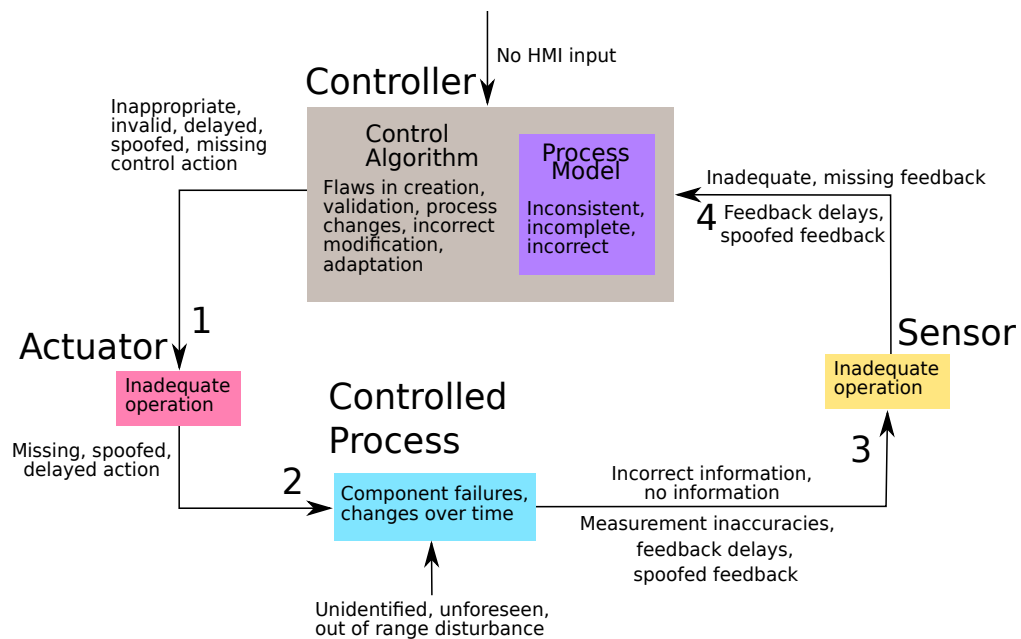 No HMI input
Controller
Inappropriate,
invalid, delayed,
spoofed, missing
control action
Control
Algorithm
Flaws in creation,
validation, process
changes, incorrect
modification,
adaptation
Process
Model
Inconsistent,
incomplete,
incorrect
Inadequate, missing feedback
4
Feedback delays,
spoofed feedback
1
Actuator
Inadequate
operation
Sensor
Inadequate
operation
Missing, spoofed,
delayed action
2
Controlled
Process
Component failures,
changes over time
3
Incorrect information,
no information
Measurement inaccuracies,
feedback delays,
spoofed feedback
Unidentified, unforeseen,
out of range disturbance